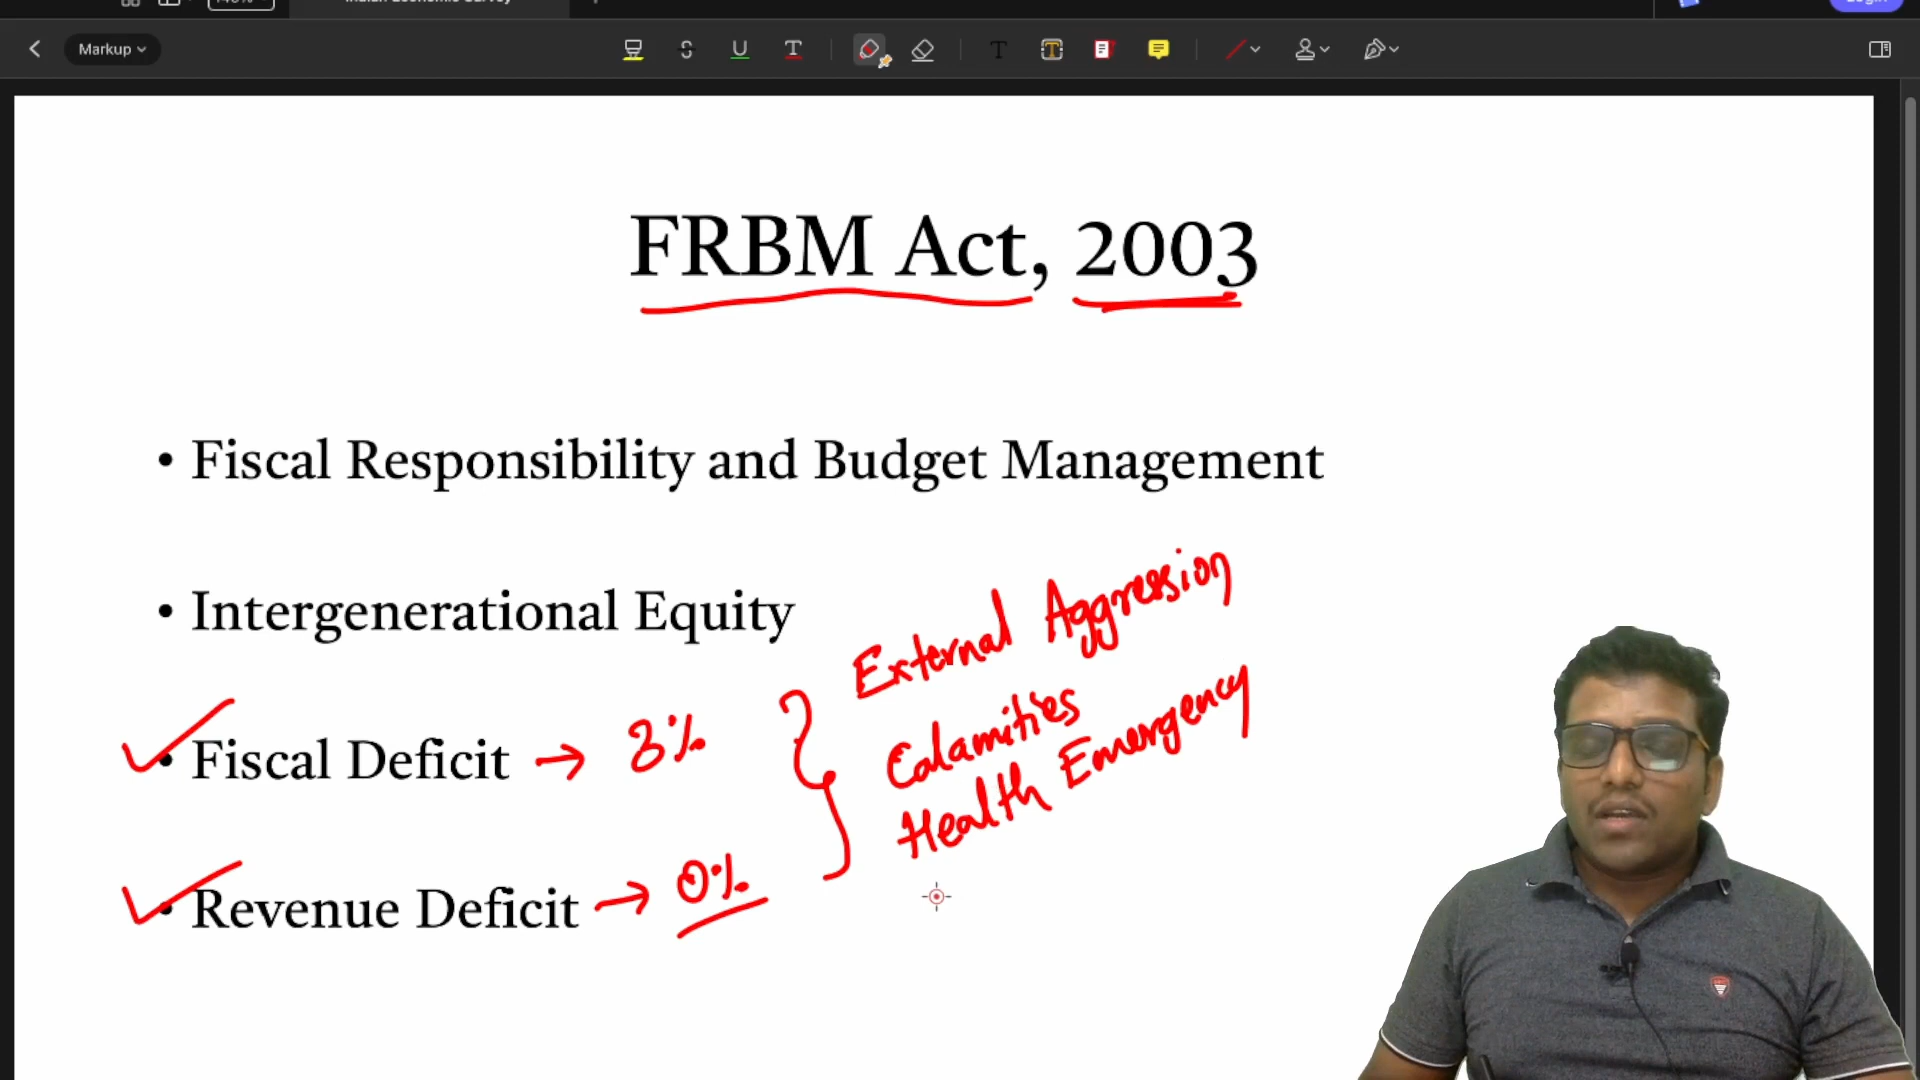 Markup
FRBM Act, 2003
• Fiscal Responsibility and Budget Management
• Intergenerational Equity
External Aggression
• Fiscal Deficit → 3%
Calamities
Health Emergency
• Revenue Deficit → 0%